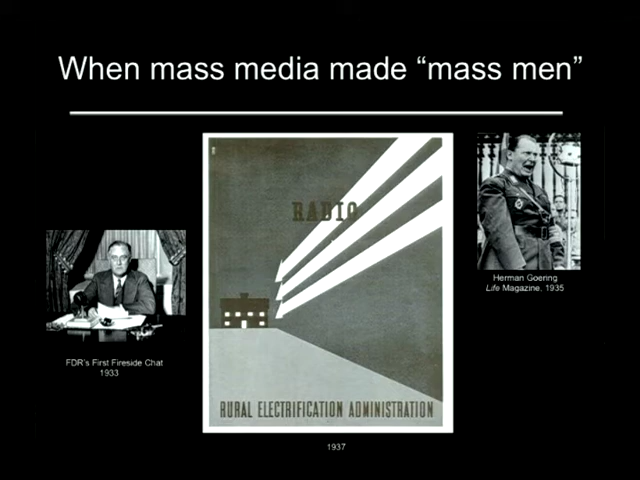 When mass media made “mass men”
RADIO
RURAL ELECTRIFICATION ADMINISTRATION
FDR's First Fireside Chat
1933
Herman Goering
Life Magazine, 1935
1937